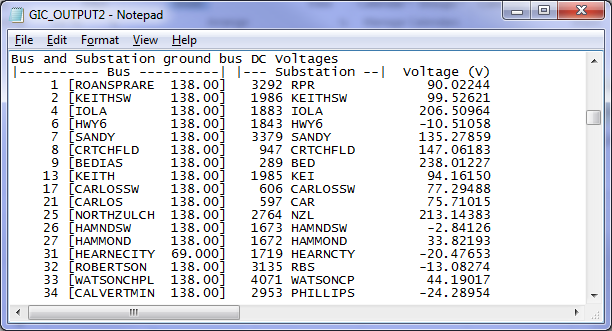 GIC_OUTPUT2 - Notepad
File Edit Format View Help
Bus and Substation ground bus DC Voltages
|---------- Bus ----------| |--- Substation --| Voltage (V)
1 [ROANSPRARE 138.00] 3292 RPR 90.02244
2 [KEITHSW 138.00] 1986 KEITHSW 99.52621
4 [IOLA 138.00] 1883 IOLA 206.50964
6 [HWY6 138.00] 1843 HWY6 -10.51058
7 [SANDY 138.00] 3379 SANDY 135.27859
8 [CRTCHFLD 138.00] 947 CRTCHFLD 147.06183
9 [BEDIAS 138.00] 289 BED 238.01227
13 [KEITH 138.00] 1985 KEI 94.16150
17 [CARLOSSW 138.00] 606 CARLOSSW 77.29488
21 [CARLOS 138.00] 597 CAR 75.71015
25 [NORTHZULCH 138.00] 2764 NZL 213.14383
26 [HAMNDSW 138.00] 1673 HAMNDSW -2.84126
27 [HAMMOND 138.00] 1672 HAMMOND 33.82193
31 [HEARNECITY 69.000] 1719 HEARNCTY -20.47653
32 [ROBERTSON 138.00] 3135 RBS -13.08274
33 [WATSONCHPL 138.00] 4071 WATSONCP 44.19017
34 [CALVERTMIN 138.00] 2953 PHILLIPS -24.28954